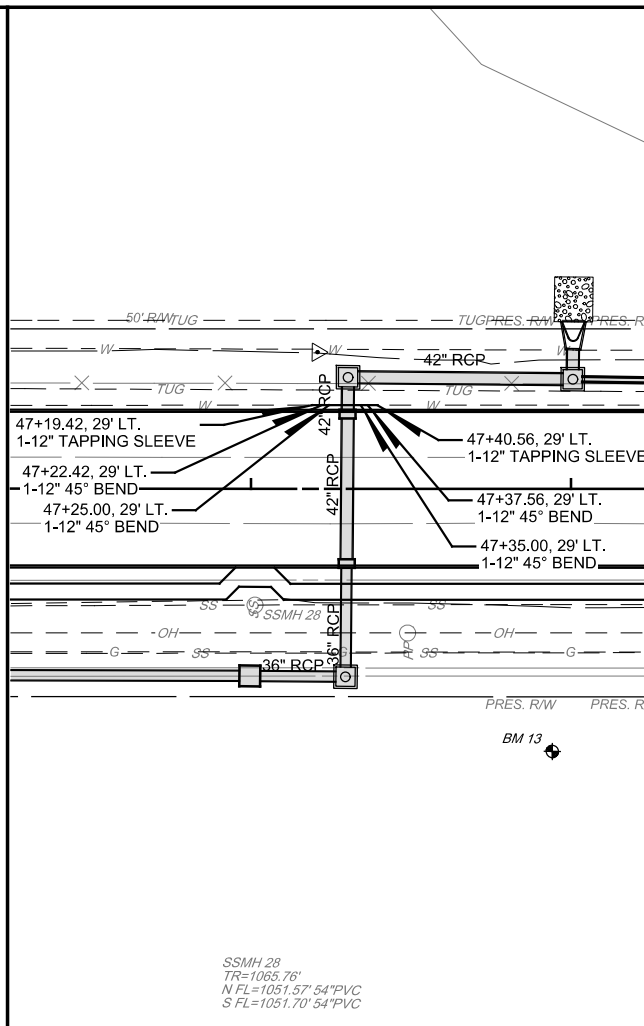 50' R/W
TUG
TUG
PRES. R/W
PRES. R
W
W
W
42" RCP
TUG
TUG
W
W
42" RCP
47+19.42, 29' LT.
1-12" TAPPING SLEEVE
47+40.56, 29' LT.
1-12" TAPPING SLEEVE
47+22.42, 29' LT.
1-12" 45° BEND
42" RCP
47+37.56, 29' LT.
1-12" 45° BEND
47+25.00, 29' LT.
1-12" 45° BEND
47+35.00, 29' LT.
1-12" 45° BEND
SS
SS
SSMH 28
SS
OH
OH
36" RCP
PP
G
SS
G
SS
G
36" RCP
PRES. R/W
PRES. R
BM 13
SSMH 28
TR=1065.76'
N FL=1051.57' 54"PVC
S FL=1051.70' 54"PVC